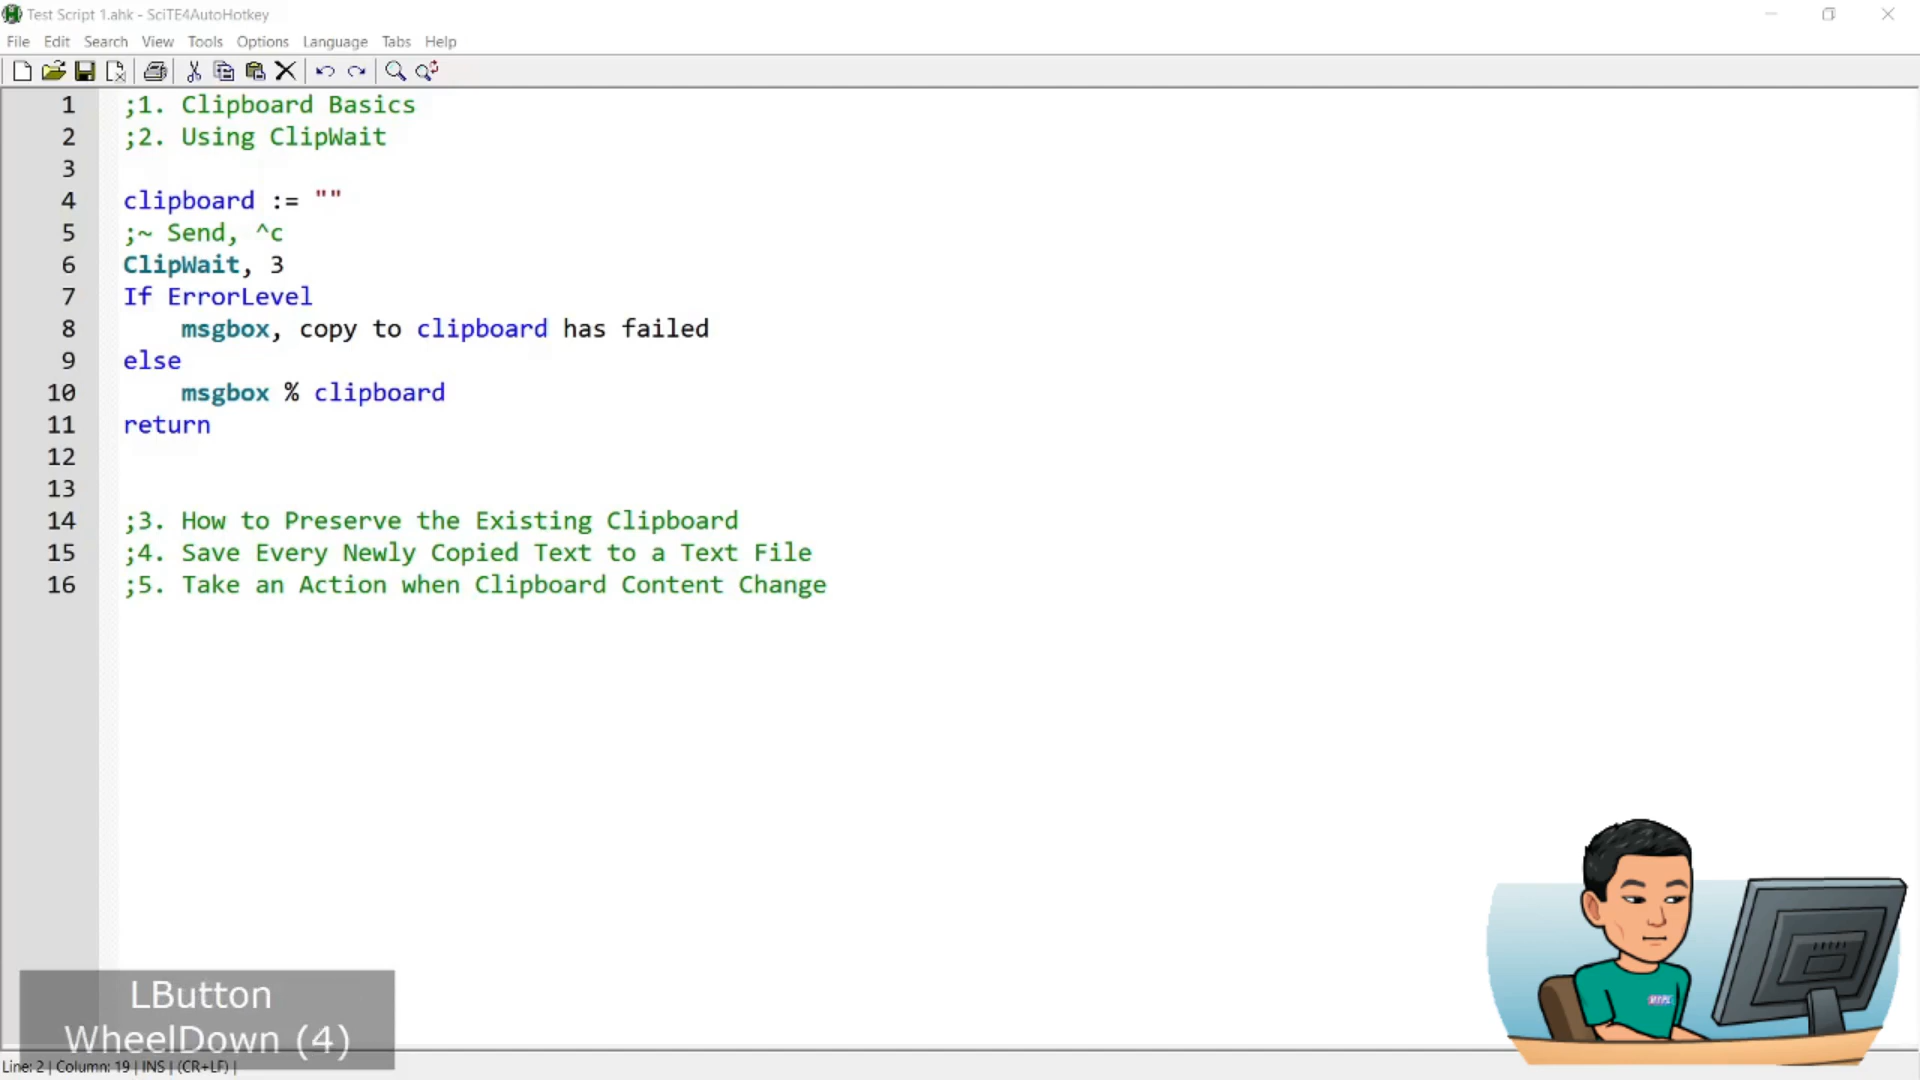 Test Script 1.ahk - SciTE4AutoHotkey
File Edit Search View Tools Options Language Tabs Help
1 ;1. Clipboard Basics
2 ;2. Using ClipWait
3
4 clipboard := ""
5 ;~ Send, ^c
6 ClipWait, 3
7 If ErrorLevel
8 msgbox, copy to clipboard has failed
9 else
10 msgbox % clipboard
11 return
12
13
14 ;3. How to Preserve the Existing Clipboard
15 ;4. Save Every Newly Copied Text to a Text File
16 ;5. Take an Action when Clipboard Content Change
LButton
WheelDown (4)
Line: 2 | Column: 19 | INS | (CR+LF) |